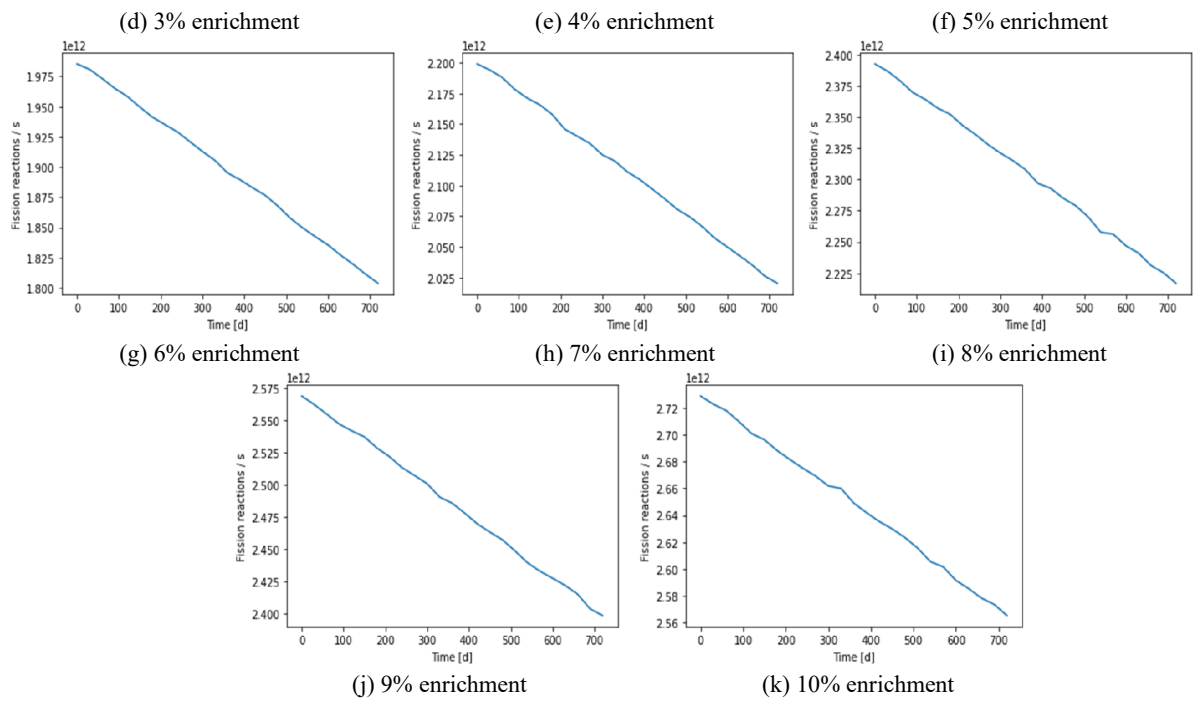 (d) 3% enrichment
(e) 4% enrichment
(f) 5% enrichment
1e12
1.975
1.950
1.925
1.900
1.875
1.850
1.825
1.800
Fission reactions / s
0 100 200 300 400 500 600 700
Time [d]
1e12
2.200
2.175
2.150
2.125
2.100
2.075
2.050
2.025
Fission reactions / s
0 100 200 300 400 500 600 700
Time [d]
1e12
2.400
2.375
2.350
2.325
2.300
2.275
2.250
2.225
Fission reactions / s
0 100 200 300 400 500 600 700
Time [d]
(g) 6% enrichment
(h) 7% enrichment
(i) 8% enrichment
1e12
2.575
2.550
2.525
2.500
2.475
2.450
2.425
2.400
Fission reactions / s
0 100 200 300 400 500 600 700
Time [d]
1e12
2.72
2.70
2.68
2.66
2.64
2.62
2.60
2.58
2.56
Fission reactions / s
0 100 200 300 400 500 600 700
Time [d]
(j) 9% enrichment
(k) 10% enrichment